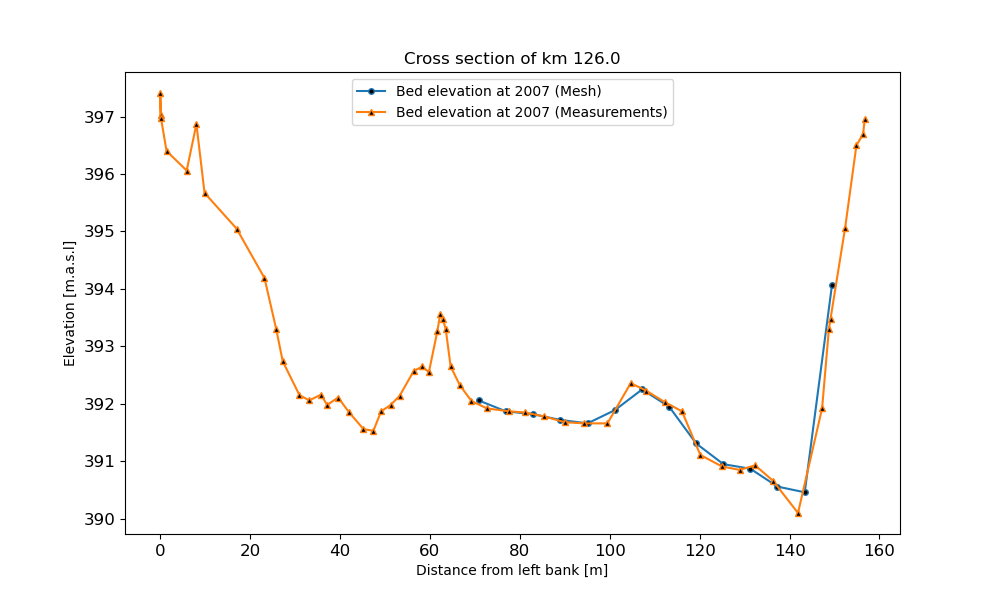 Cross section of km 126.0
Bed elevation at 2007 (Mesh)
Bed elevation at 2007 (Measurements)
Elevation [m.a.s.l]
397
396
395
394
393
392
391
390
0 20 40 60 80 100 120 140 160
Distance from left bank [m]